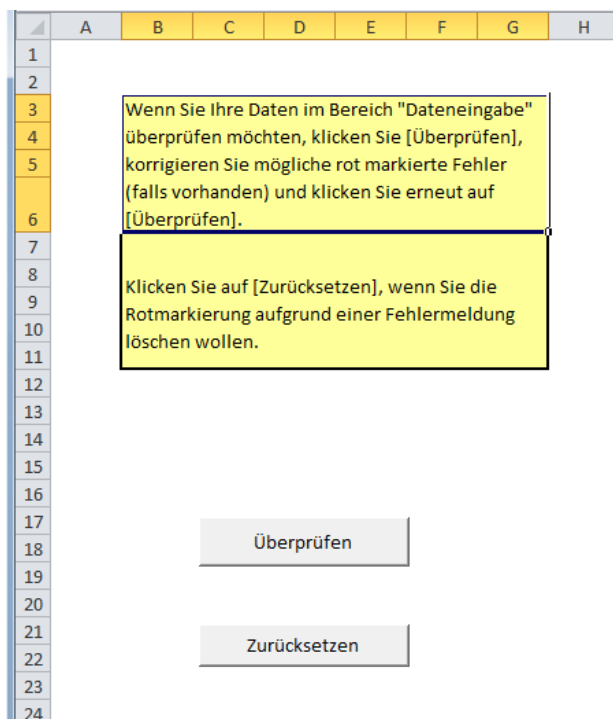 A B C D E F G H
1
2
3
4
5
6
7
8
9
10
11
12
13
14
15
16
17
18
19
20
21
22
23
24
Wenn Sie Ihre Daten im Bereich "Dateneingabe"
überprüfen möchten, klicken Sie [Überprüfen],
korrigieren Sie mögliche rot markierte Fehler
(falls vorhanden) und klicken Sie erneut auf
[Überprüfen].
Klicken Sie auf [Zurücksetzen], wenn Sie die
Rotmarkierung aufgrund einer Fehlermeldung
löschen wollen.
Überprüfen
Zurücksetzen